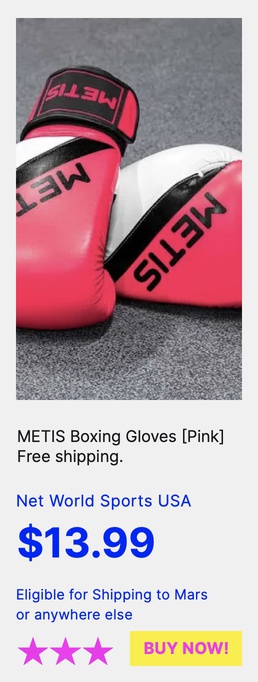 METIS
METIS
METIS
METIS Boxing Gloves [Pink]
Free shipping.
Net World Sports USA
$13.99
Eligible for Shipping to Mars
or anywhere else
BUY NOW!